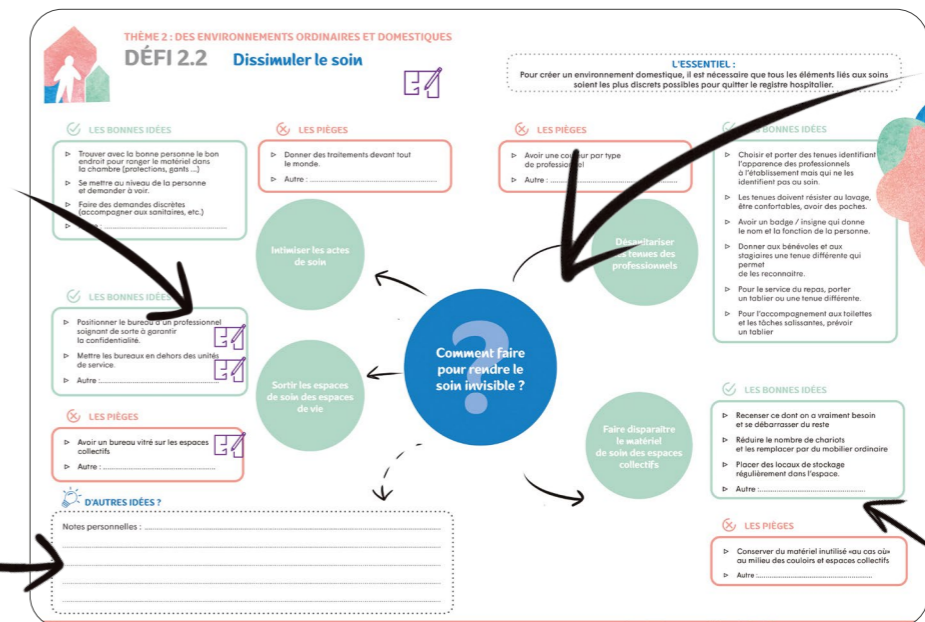 THÈME 2 : DES ENVIRONNEMENTS ORDINAIRES ET DOMESTIQUES
DÉFI 2.2 Dissimuler le soin
L'ESSENTIEL :
Pour créer un environnement domestique, il est nécessaire que tous les éléments liés aux soins
soient les plus discrets possibles pour quitter le registre hospitalier.
LES BONNES IDÉES
Trouver avec la bonne personne le bon
endroit pour ranger le matériel dans
la chambre (protections, gants ...)
Se mettre au niveau de la personne
et demander à voir.
Faire des demandes discrètes
(accompagner aux sanitaires, etc.)
LES PIÈGES
Donner des traitements devant tout
le monde.
Autre :
Intimiser les actes
de soin
LES BONNES IDÉES
Positionner le bureau d'un professionnel
soignant de sorte à garantir
la confidentialité.
Mettre les bureaux en dehors des unités
de service.
Autre :
LES PIÈGES
Avoir un bureau vitré sur les espaces
collectifs
Autre :
Sortir les espaces
de soin des espaces
de vie
?
Comment faire
pour rendre le
soin invisible ?
LES PIÈGES
Avoir une couleur par type
de professionnel
Autre :
Désanitariser
les tenues des
professionnels
BONNES IDÉES
Choisir et porter des tenues identifiant
l'apparence des professionnels
à l'établissement mais qui ne les
identifient pas au soin.
Les tenues doivent résister au lavage,
être confortables, avoir des poches.
Avoir un badge / insigne qui donne
le nom et la fonction de la personne.
Donner aux bénévoles et aux
stagiaires une tenue différente qui
permet
de les reconnaitre.
Pour le service du repas, porter
un tablier ou une tenue différente.
Pour l'accompagnement aux toilettes
et les tâches salissantes, prévoir
un tablier
Faire disparaître
le matériel
de soin des espaces
collectifs
LES BONNES IDÉES
Recenser ce dont on a vraiment besoin
et se débarrasser du reste
Réduire le nombre de chariots
et les remplacer par du mobilier ordinaire
Placer des locaux de stockage
régulièrement dans l'espace.
Autre :
LES PIÈGES
Conserver du matériel inutilisé «au cas où»
au milieu des couloirs et espaces collectifs
Autre :
D'AUTRES IDÉES ?
Notes personnelles :